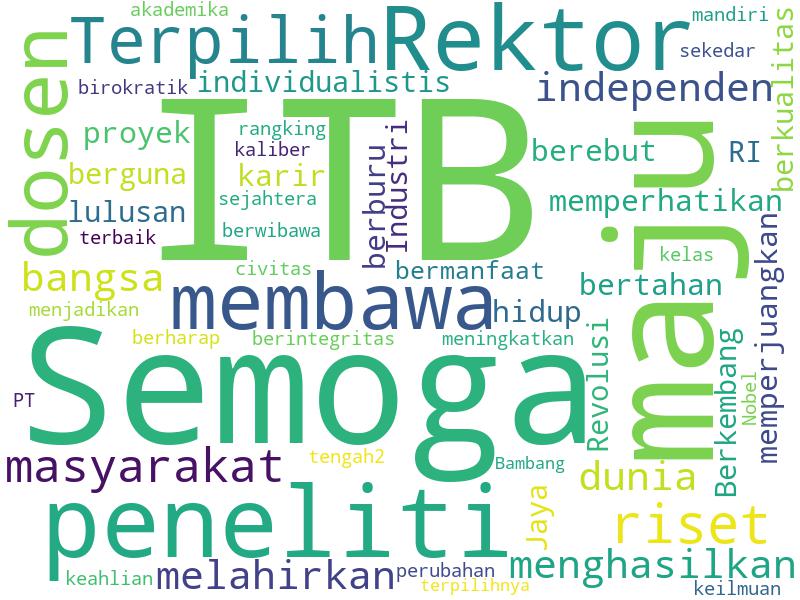 akademika
Terpilih
Rektor
mandiri
sekedar
dosen
birokratik
individualistis
independen
berkualitas
ITB
proyek
rangking
kaliber
berburu
Industri
berebut
RI
maju
berguna
karir
sejahtera
memperhatikan
lulusan
terbaik
berwibawa
civitas
bangsa
bermanfaat
kelas
bertahan
memperjuangkan
membawa
hidup
menjadikan
berharap
berintegritas
meningkatkan
Revolusi
Berkembang
Nobel
Semoga
PT
masyarakat
tengah2
Bambang
dunia
peneliti
Jaya
riset
keahlian
melahirkan
perubahan
terpilihnya
menghasilkan
keilmuan